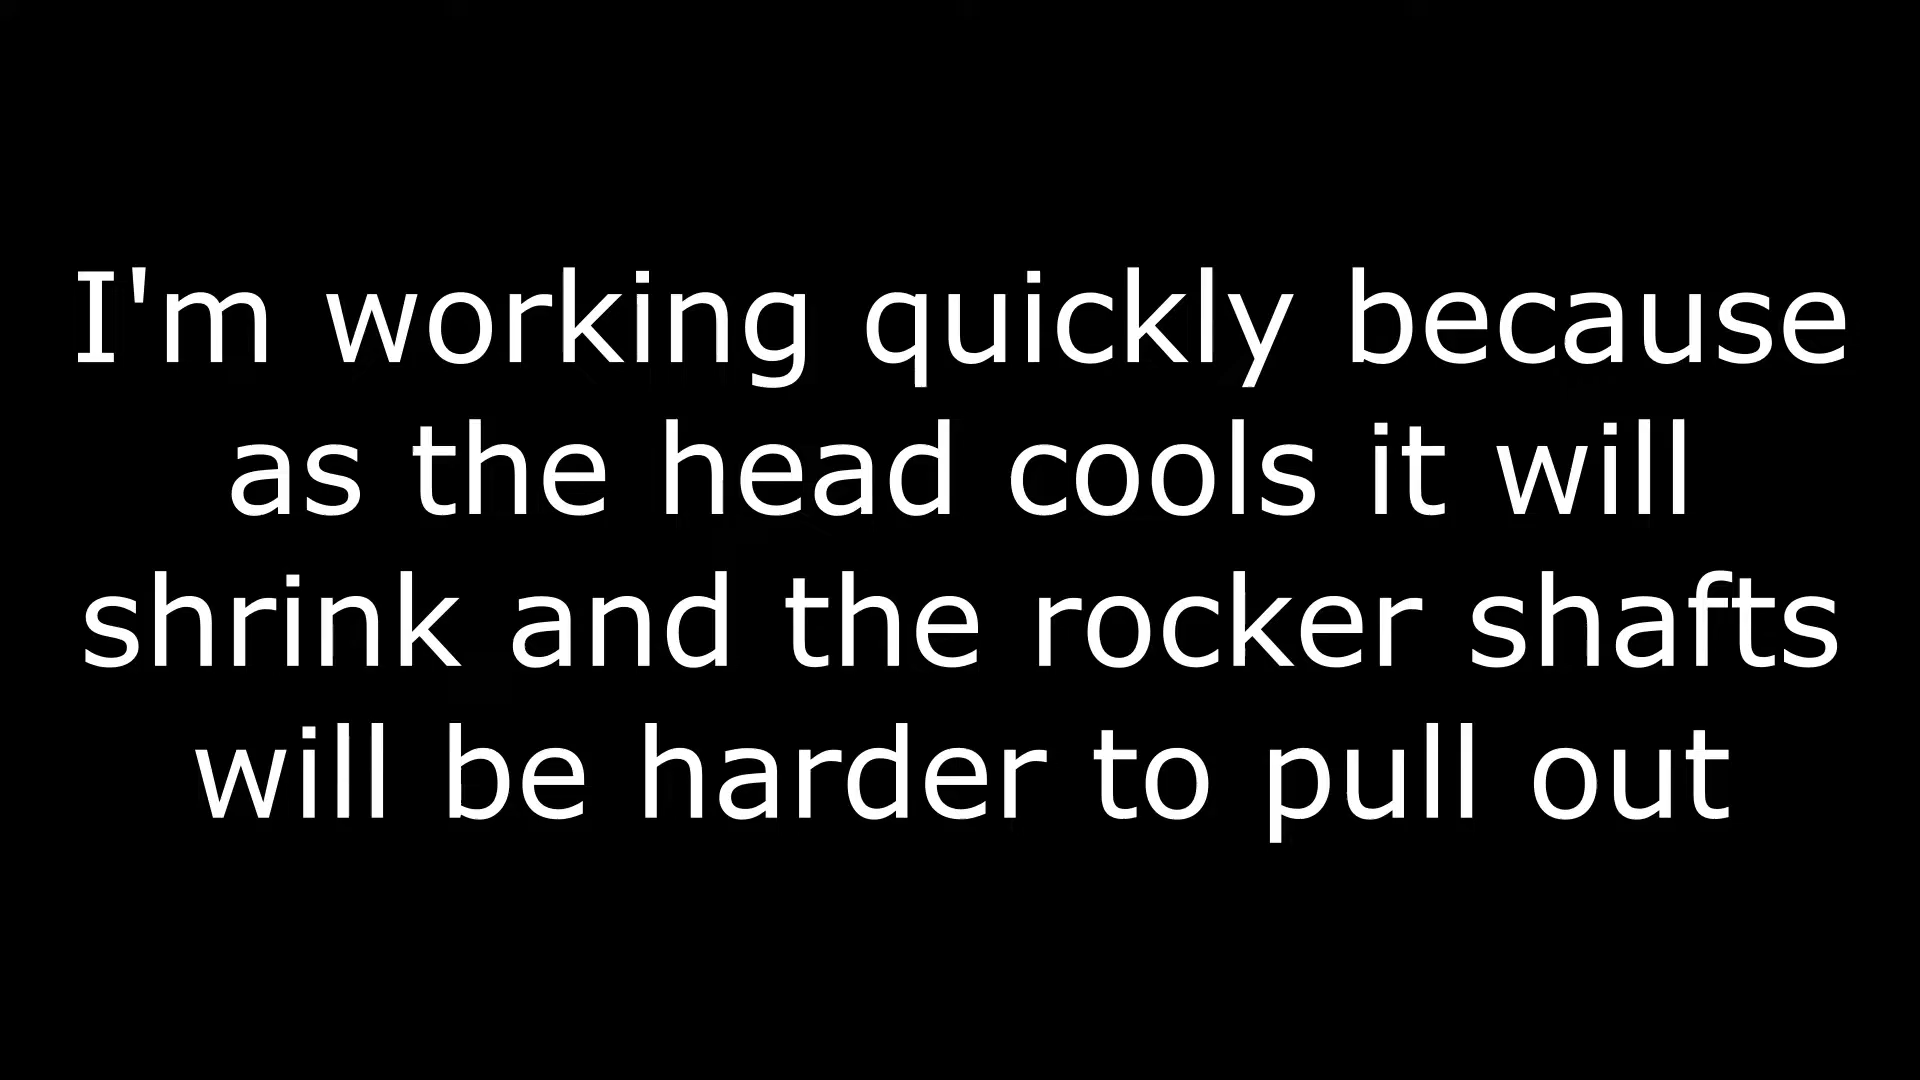 I'm working quickly because
as the head cools it will
shrink and the rocker shafts
will be harder to pull out